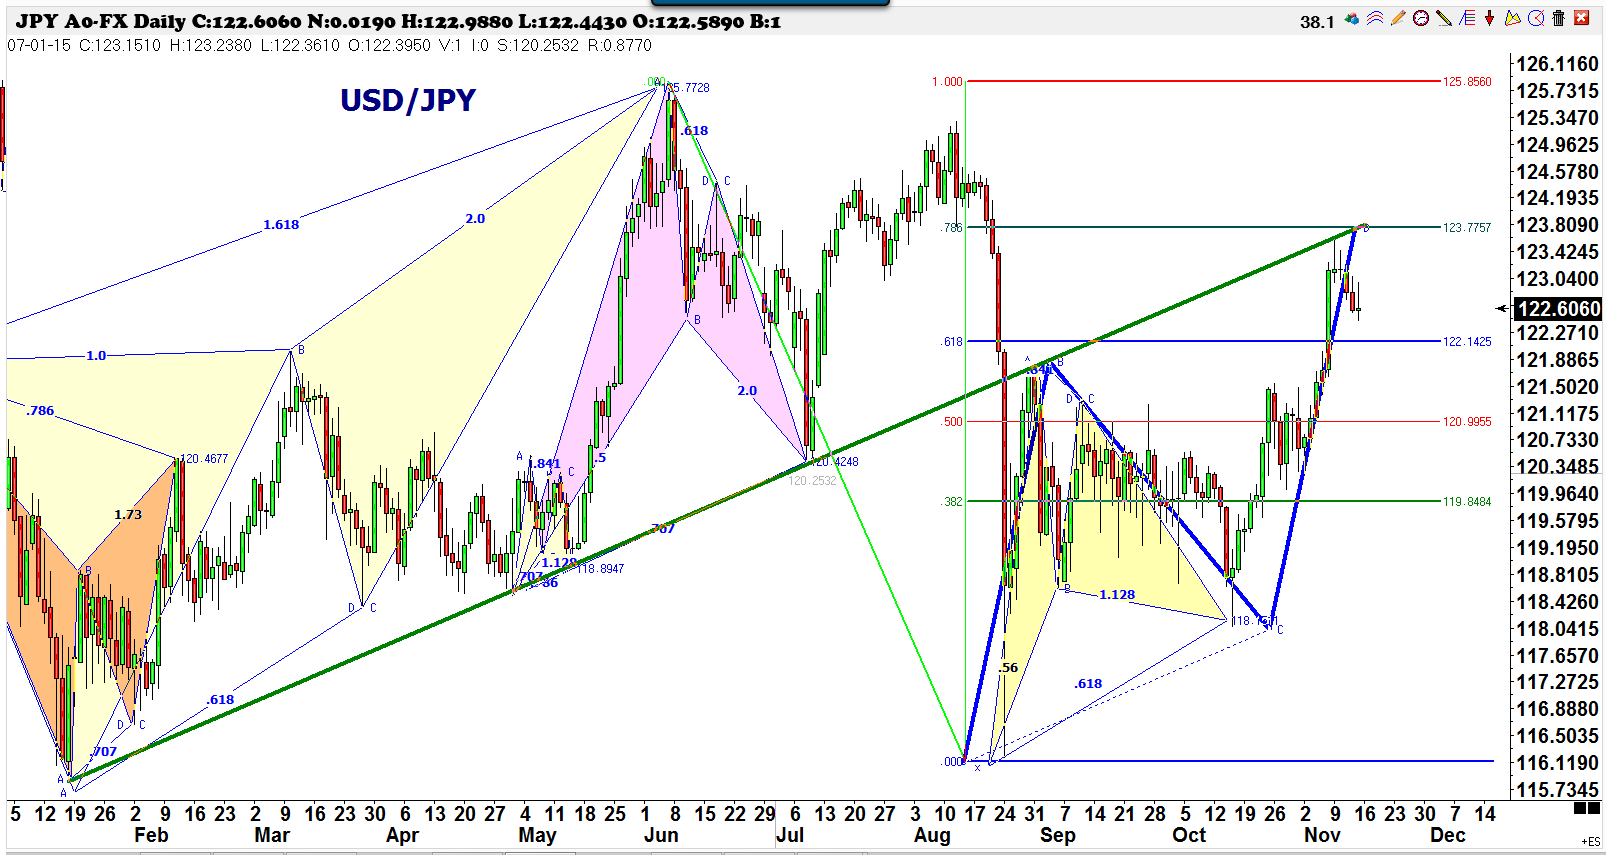 JPY A0-FX Daily C:122.6060 N:0.0190 H:122.9880 L:122.4430 O:122.5890 B:1
38.1
07-01-15 C:123.1510 H:123.2380 L:122.3610 O:122.3950 V:1 I:0 S:120.2532 R:0.8770
USD/JPY
126.1160
125.7315
125.3470
124.9625
124.5780
124.1935
123.8090
123.4245
123.0400
122.6060
122.2710
121.8865
121.5020
121.1175
120.7330
120.3485
119.9640
119.5795
119.1950
118.8105
118.4260
118.0415
117.6570
117.2725
116.8880
116.5035
116.1190
115.7345
1.000
125.8560
.786
123.7757
.618
122.1425
.500
120.9955
.382
119.8484
.000
.000
A
5.7728
.618
D C
1.618
2.0
1.0
B
.786
120.4677
1.73
B
D C
.707
A
A
.618
D C
A
.841
C
.5
1.129
.707
.86
118.8947
B
2.0
120.4248
120.2532
.707
A
B
.841
D C
B
1.128
C
.56
.618
X
D
5 12 19 26 2 9 16 23 2 9 16 23 30 6 13 20 27 4 11 18 25 1 8 15 22 29 6 13 20 27 3 10 17 24 31 7 14 21 28 5 12 19 26 2 9 16 23 30 7 14
Feb Mar Apr May Jun Jul Aug Sep Oct Nov Dec
+ES